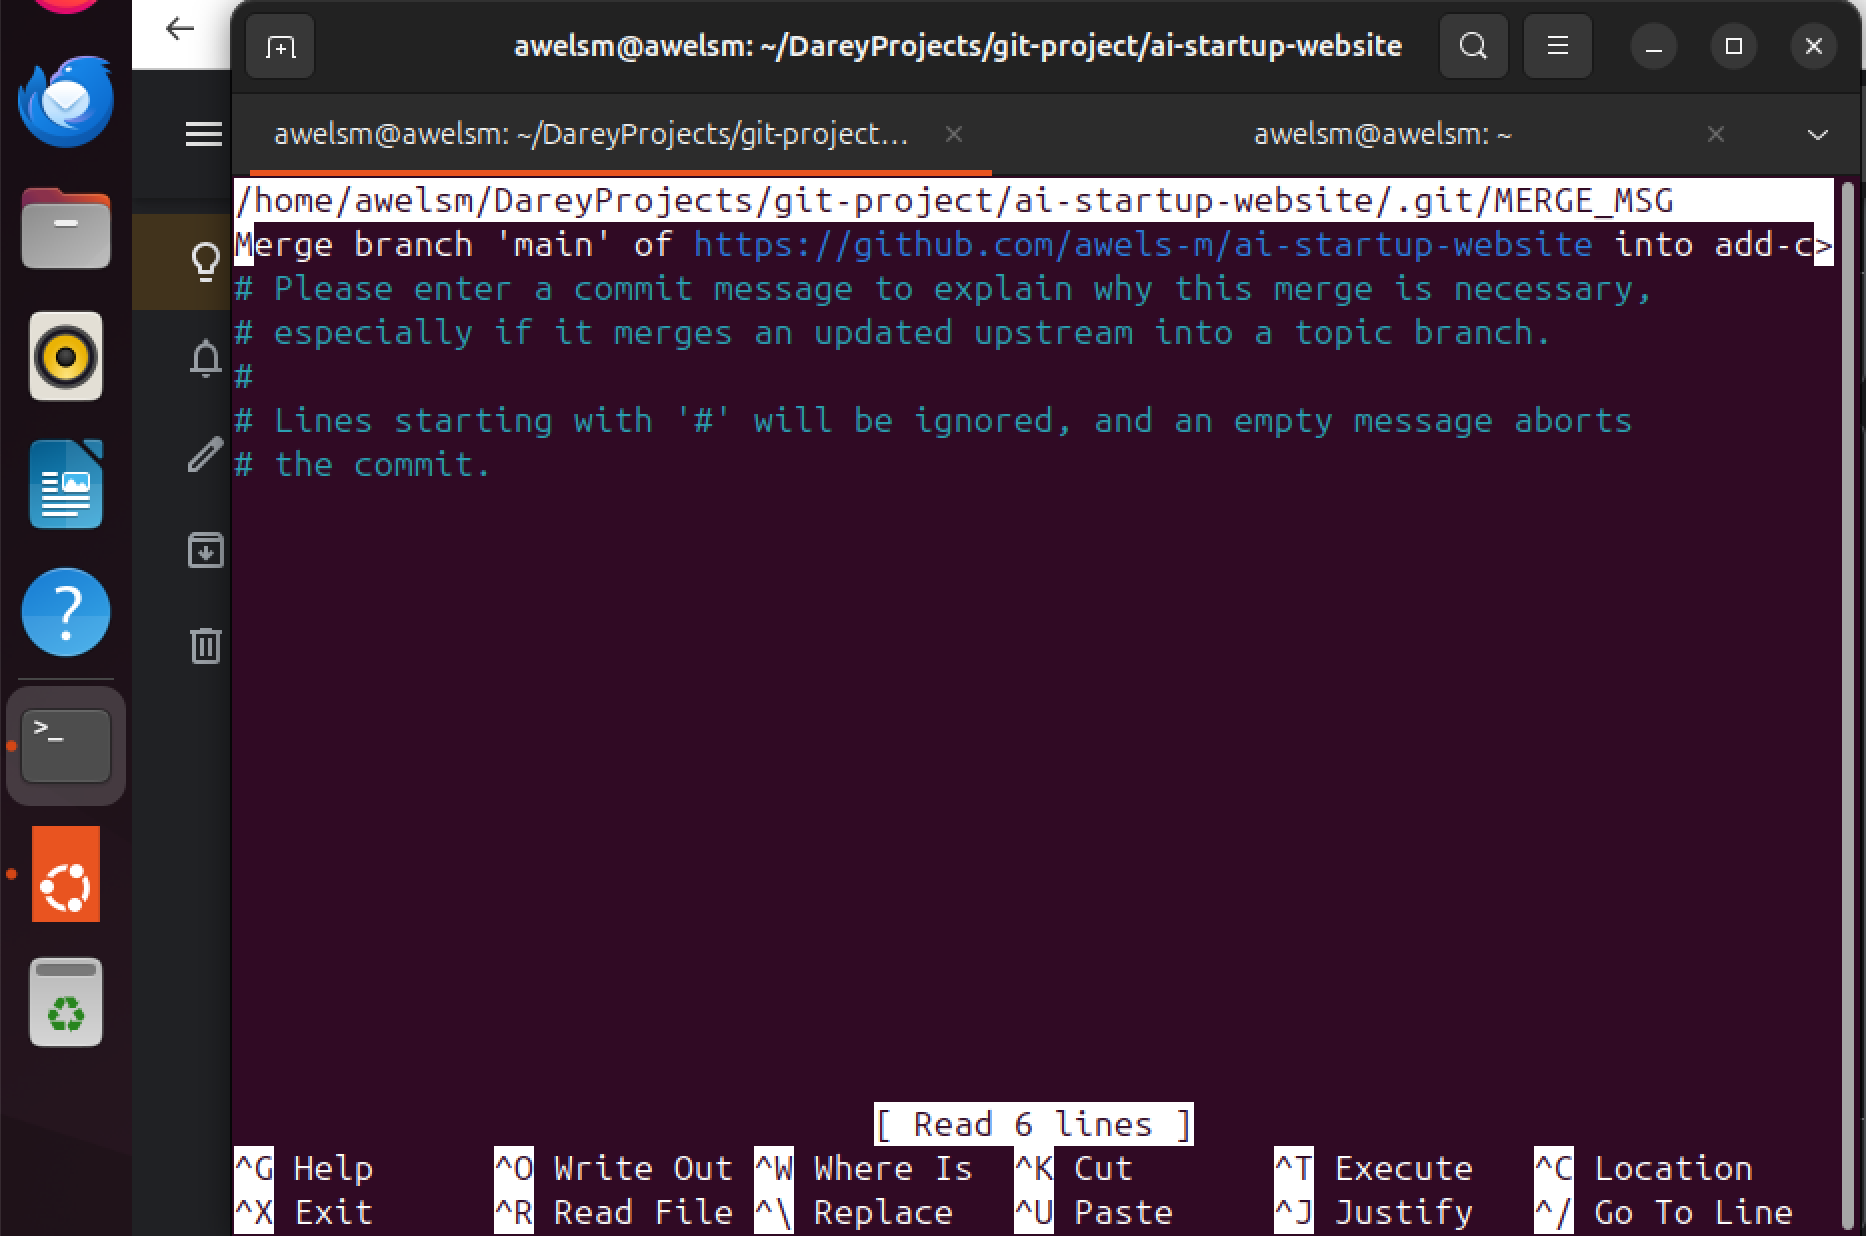 awelsm@awelsm: ~/DareyProjects/git-project/ai-startup-website
awelsm@awelsm: ~/DareyProjects/git-project...
awelsm@awelsm: ~
/home/awelsm/DareyProjects/git-project/ai-startup-website/.git/MERGE_MSG
Merge branch 'main' of https://github.com/awels-m/ai-startup-website into add-c>
# Please enter a commit message to explain why this merge is necessary,
# especially if it merges an updated upstream into a topic branch.
#
# Lines starting with '#' will be ignored, and an empty message aborts
# the commit.
[ Read 6 lines ]
^G Help ^O Write Out ^W Where Is ^K Cut ^T Execute ^C Location
^X Exit ^R Read File ^\ Replace ^U Paste ^J Justify ^/ Go To Line